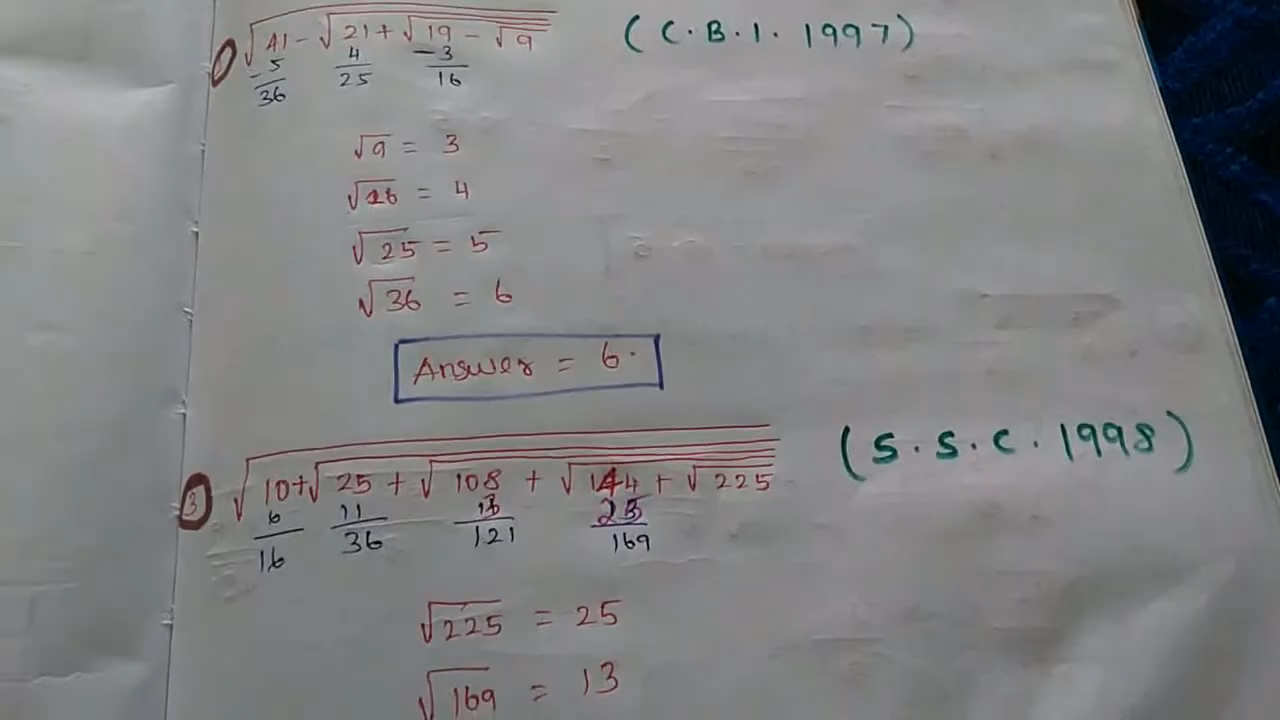 √41 - √21 + √19 - √9 (C.B.I. 1997)
-5 4 -3
36 25 16
√9 = 3
√16 = 4
√25 = 5
√36 = 6
Answer = 6.
3 √10+√25 + √108 + √144 + √225 (S.S.C. 1998)
6 11 13 25
16 36 121 169
√225 = 25
√169 = 13